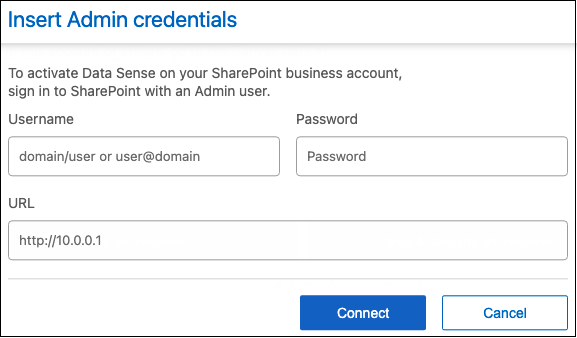 Insert Admin credentials
To activate Data Sense on your SharePoint business account,
sign in to SharePoint with an Admin user.
Username Password
domain/user or user@domain Password
URL
http://10.0.0.1
Connect Cancel